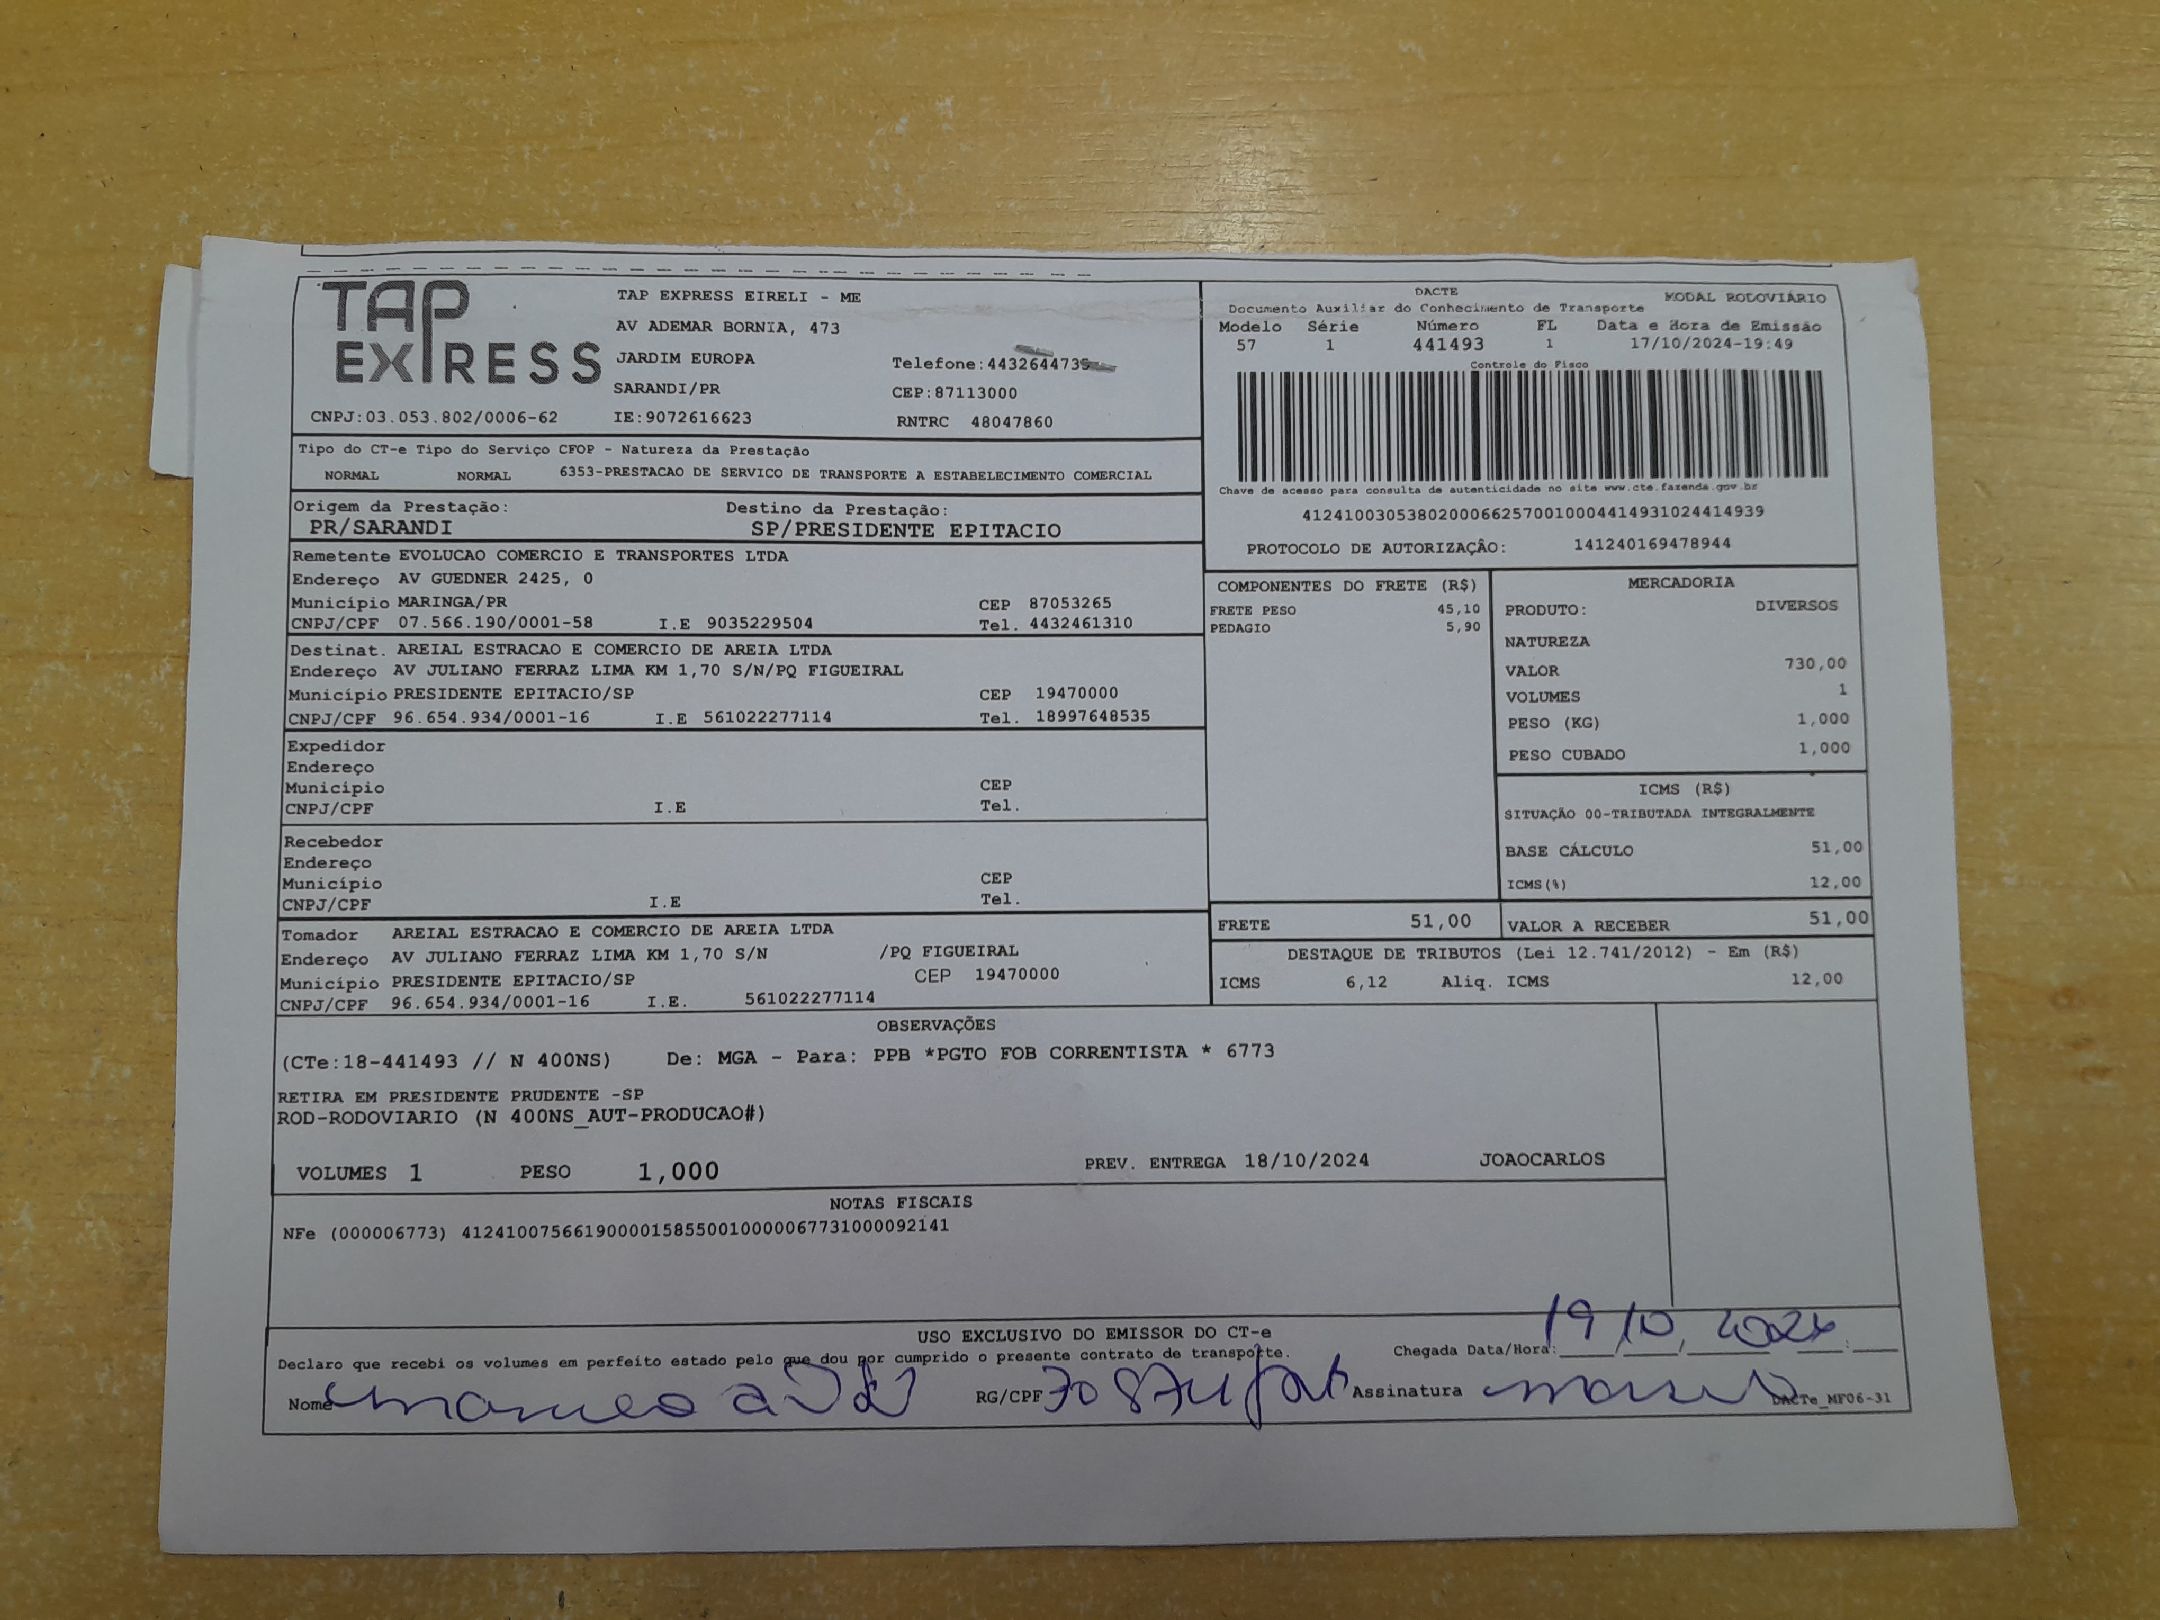 TAP EXPRESS
TAP EXPRESS EIRELI - ME
AV ADEMAR BORNIA, 473
JARDIM EUROPA Telefone:4432644735
SARANDI/PR CEP:87113000
CNPJ:03.053.802/0006-62 IE:9072616623 RNTRC 48047860
DACTE MODAL RODOVIÁRIO
Documento Auxiliar do Conhecimento de Transporte
Modelo Série Número FL Data e Hora de Emissão
57 1 441493 1 17/10/2024-19:49
Controle do Fisco
Chave de acesso para consulta de autenticidade no site www.cte.fazenda.gov.br
41241003053802000662570010004414931024414939
PROTOCOLO DE AUTORIZAÇÃO: 141240169478944
Tipo do CT-e Tipo do Serviço CFOP - Natureza da Prestação
NORMAL NORMAL 6353-PRESTACAO DE SERVICO DE TRANSPORTE A ESTABELECIMENTO COMERCIAL
Origem da Prestação: Destino da Prestação:
PR/SARANDI SP/PRESIDENTE EPITACIO
Remetente EVOLUCAO COMERCIO E TRANSPORTES LTDA
Endereço AV GUEDNER 2425, 0
Município MARINGA/PR CEP 87053265
CNPJ/CPF 07.566.190/0001-58 I.E 9035229504 Tel. 4432461310
Destinat. AREIAL ESTRACAO E COMERCIO DE AREIA LTDA
Endereço AV JULIANO FERRAZ LIMA KM 1,70 S/N/PQ FIGUEIRAL
Município PRESIDENTE EPITACIO/SP CEP 19470000
CNPJ/CPF 96.654.934/0001-16 I.E 561022277114 Tel. 18997648535
Expedidor
Endereço
Município CEP
CNPJ/CPF I.E Tel.
Recebedor
Endereço
Município CEP
CNPJ/CPF I.E Tel.
Tomador AREIAL ESTRACAO E COMERCIO DE AREIA LTDA
Endereço AV JULIANO FERRAZ LIMA KM 1,70 S/N /PQ FIGUEIRAL
Município PRESIDENTE EPITACIO/SP CEP 19470000
CNPJ/CPF 96.654.934/0001-16 I.E. 561022277114
COMPONENTES DO FRETE (R$)
FRETE PESO 45,10
PEDAGIO 5,90
MERCADORIA
PRODUTO: DIVERSOS
NATUREZA
VALOR 730,00
VOLUMES 1
PESO (KG) 1,000
PESO CUBADO 1,000
ICMS (R$)
SITUAÇÃO 00-TRIBUTADA INTEGRALMENTE
BASE CÁLCULO 51,00
ICMS(%) 12,00
FRETE 51,00 VALOR A RECEBER 51,00
DESTAQUE DE TRIBUTOS (Lei 12.741/2012) - Em (R$)
ICMS 6,12 Aliq. ICMS 12,00
OBSERVAÇÕES
(CTe:18-441493 // N 400NS) De: MGA - Para: PPB *PGTO FOB CORRENTISTA * 6773
RETIRA EM PRESIDENTE PRUDENTE -SP
ROD-RODOVIARIO (N 400NS_AUT-PRODUCAO#)
VOLUMES 1 PESO 1,000 PREV. ENTREGA 18/10/2024 JOAOCARLOS
NOTAS FISCAIS
NFe (000006773) 41241007566190000158550010000067731000092141
USO EXCLUSIVO DO EMISSOR DO CT-e
Declaro que recebi os volumes em perfeito estado pelo que dou por cumprido o presente contrato de transporte. Chegada Data/Hora: 19/10, 2024
Nome RG/CPF Assinatura DACTe_MF06-31